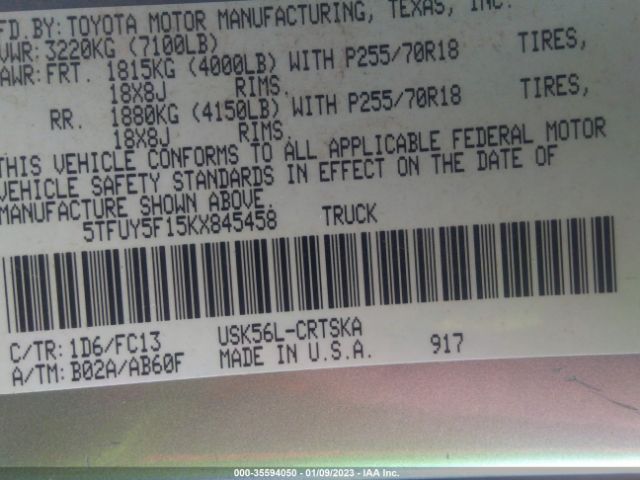 FD. BY: TOYOTA MOTOR MANUFACTURING, TEXAS, INC.
VWR: 3220KG (7100LB)
AWR: FRT. 1815KG (4000LB) WITH P255/70R18 TIRES,
18X8J RIMS.
RR. 1880KG (4150LB) WITH P255/70R18 TIRES,
18X8J RIMS.
THIS VEHICLE CONFORMS TO ALL APPLICABLE FEDERAL MOTOR
VEHICLE SAFETY STANDARDS IN EFFECT ON THE DATE OF
MANUFACTURE SHOWN ABOVE.
5TFUY5F15KX845458 TRUCK
C/TR: 1D6/FC13 USK56L-CRTSKA
A/TM: B02A/AB60F MADE IN U.S.A. 917
000-35594050 - 01/09/2023 - IAA Inc.